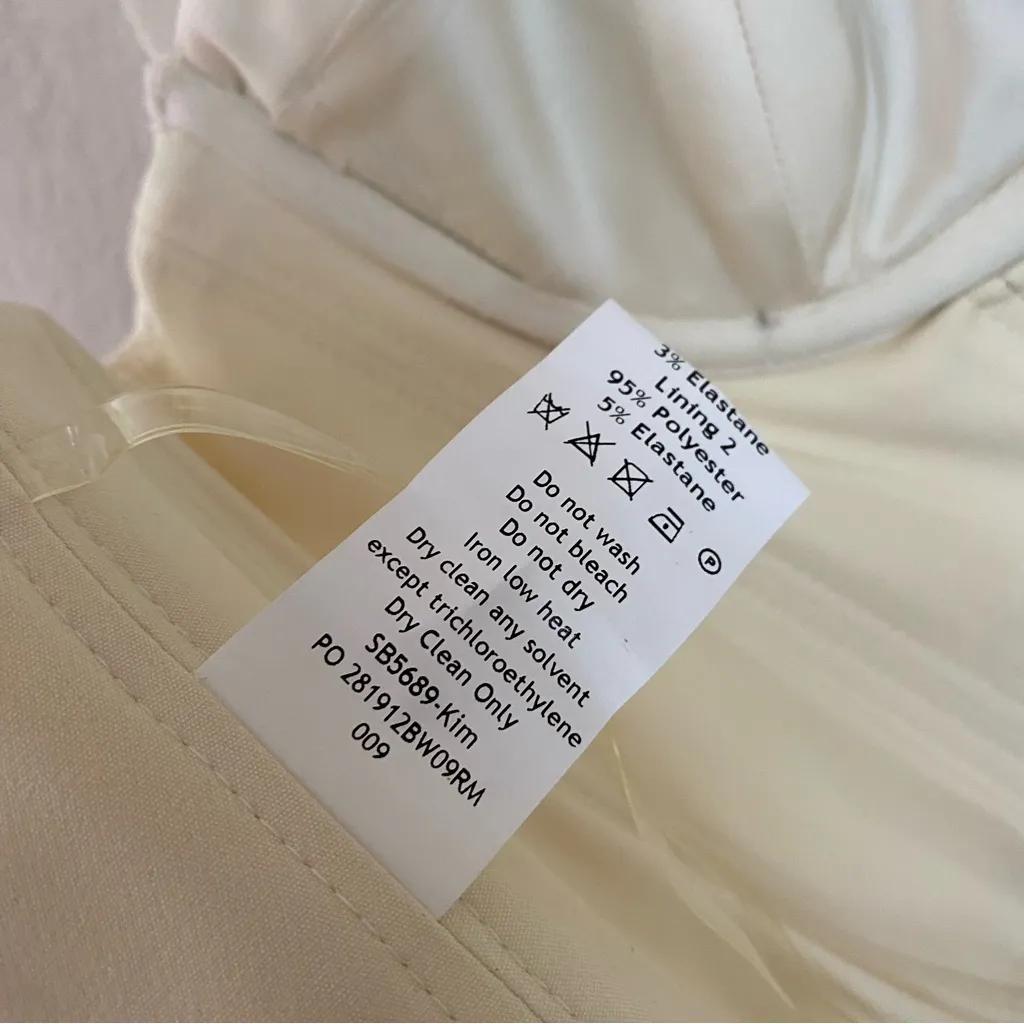 3% Elastane
Lining 2
95% Polyester
5% Elastane
P
Do not wash
Do not bleach
Do not dry
Iron low heat
Dry clean any solvent
except trichloroethylene
Dry Clean Only
SB5689-Kim
PO 281912BW09RM
009